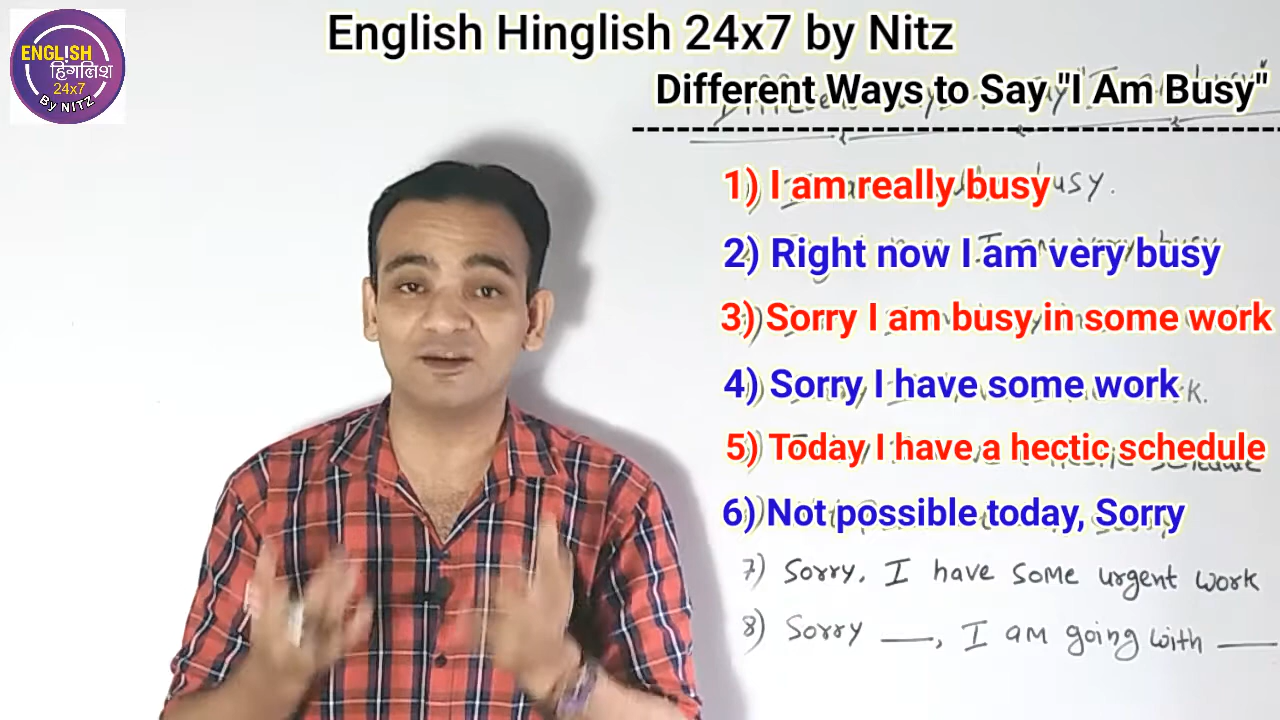 ENGLISH
हिंगलिश
24x7
By NITZ
English Hinglish 24x7 by Nitz
Different Ways to Say "I Am Busy"
1) I am really busy
2) Right now I am very busy
3) Sorry I am busy in some work
4) Sorry I have some work
5) Today I have a hectic schedule
6) Not possible today, Sorry
7) Sorry, I have some urgent work
8) Sorry __, I am going with __